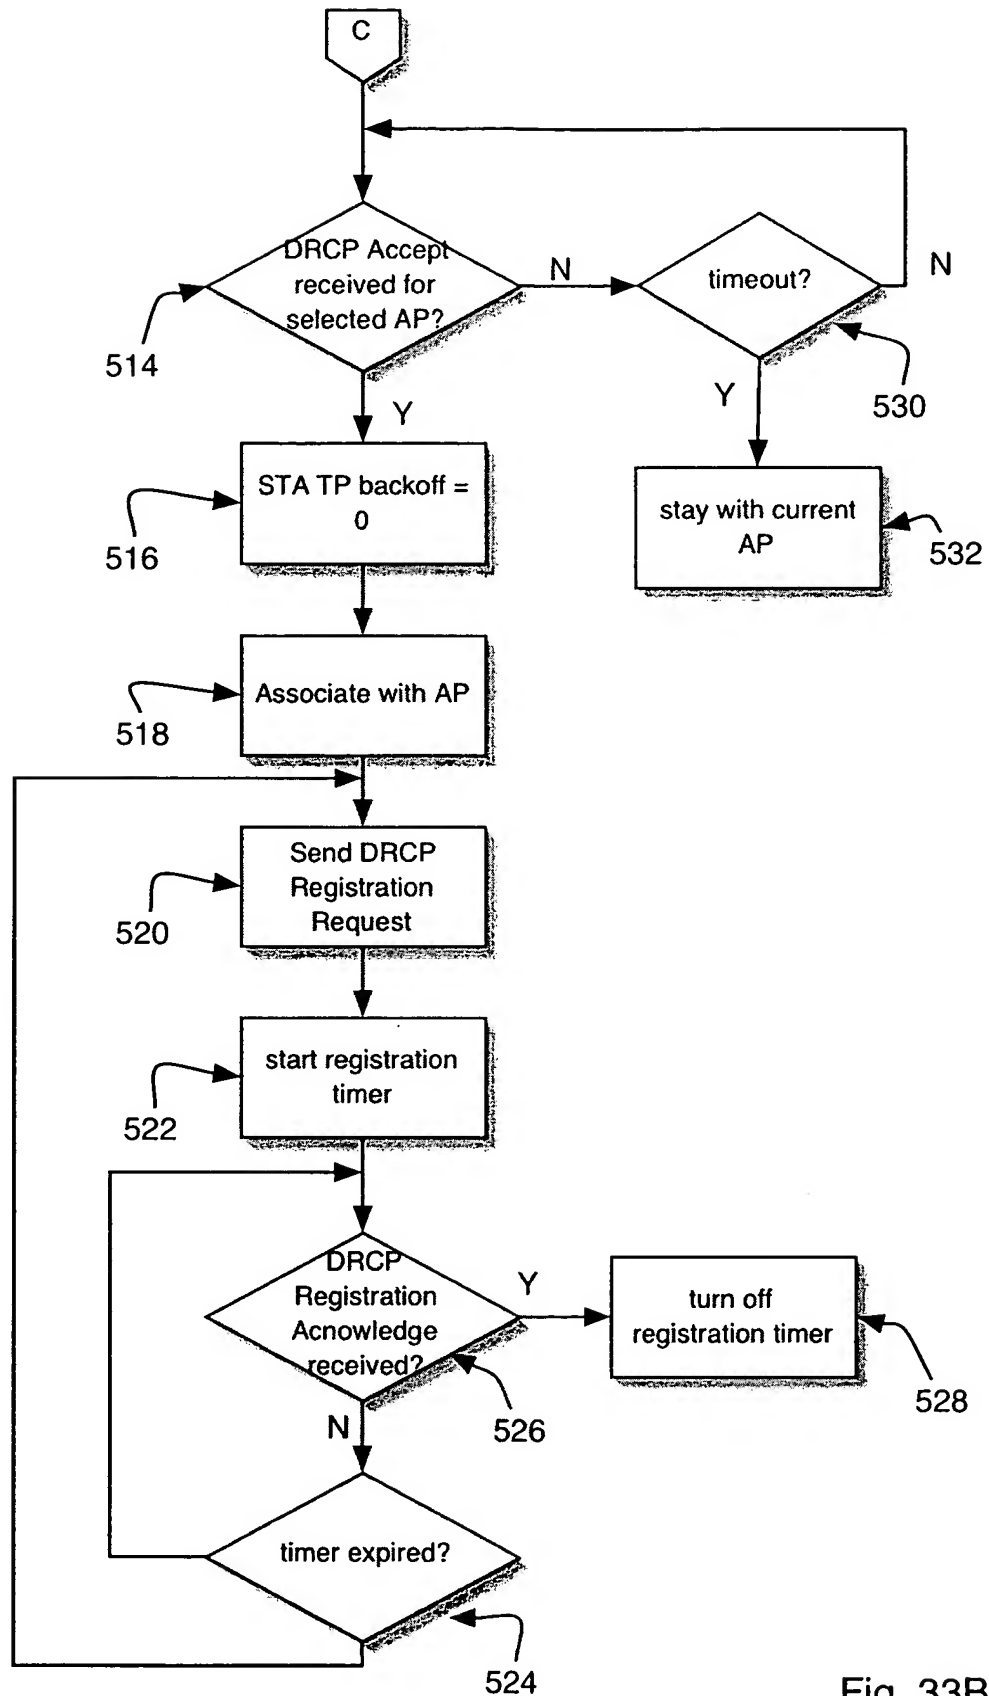 C
DRCP Accept
received for
selected AP?
N
timeout?
N
514
530
Y
Y
STA TP backoff =
0
516
stay with current
AP
532
Associate with AP
518
Send DRCP
Registration
Request
520
start registration
timer
522
DRCP
Registration
Acnowledge
received?
Y
turn off
registration timer
528
526
N
timer expired?
524
Fig. 33B